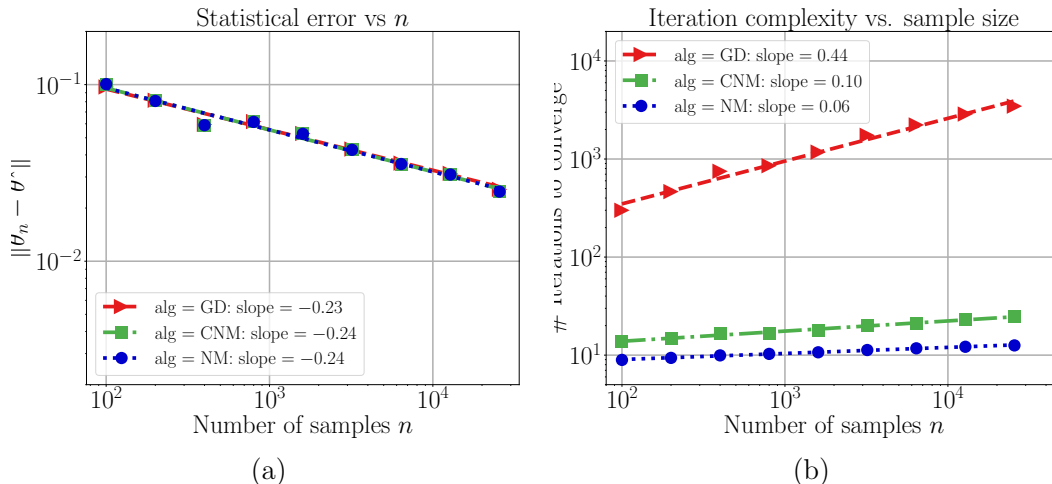 Statistical error vs n
||θ_n − θ^*||
10^{-1}
10^{-2}
alg = GD: slope = −0.23
alg = CNM: slope = −0.24
alg = NM: slope = −0.24
10^2
10^3
10^4
Number of samples n
(a)
Iteration complexity vs. sample size
# iterations to converge
10^4
10^3
10^2
10^1
alg = GD: slope = 0.44
alg = CNM: slope = 0.10
alg = NM: slope = 0.06
10^2
10^3
10^4
Number of samples n
(b)